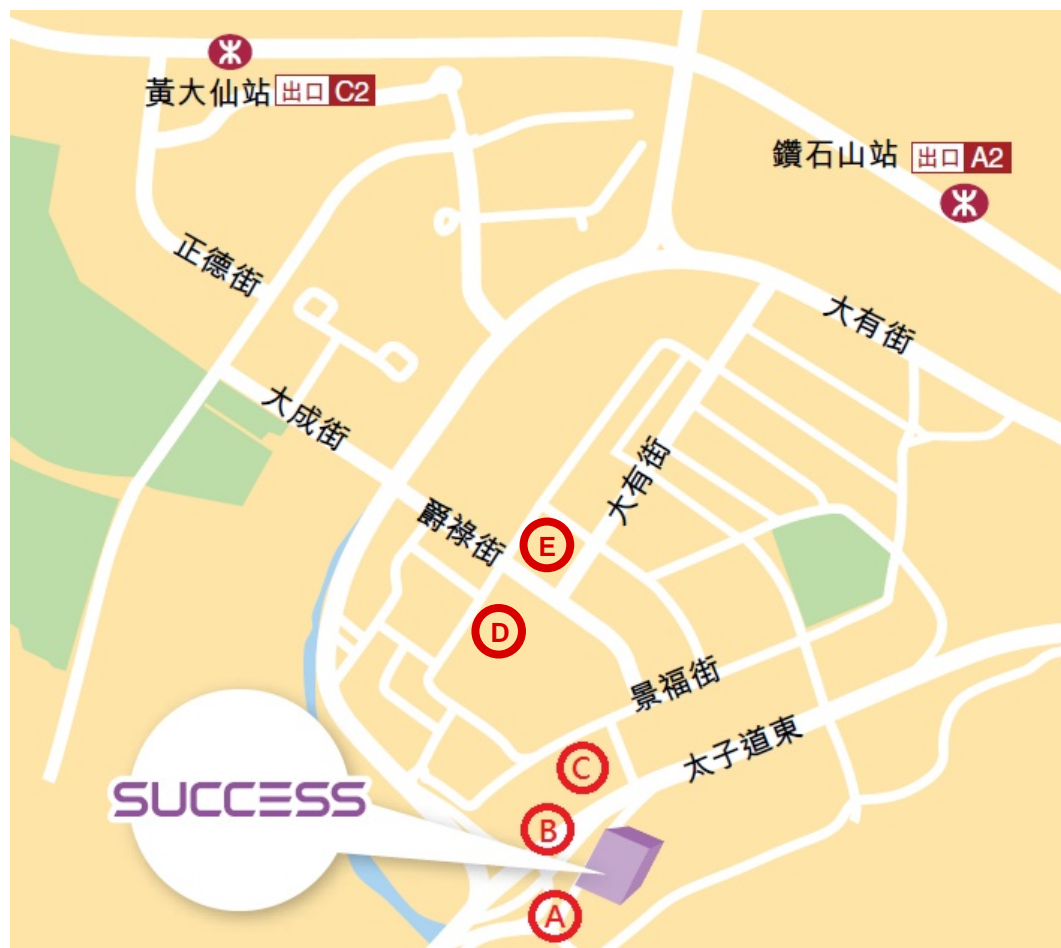 黃大仙站 出口 C2
鑽石山站 出口 A2
正德街
大有街
大成街
大有街
爵祿街
E
D
景福街
太子道東
C
SUCCESS
B
A